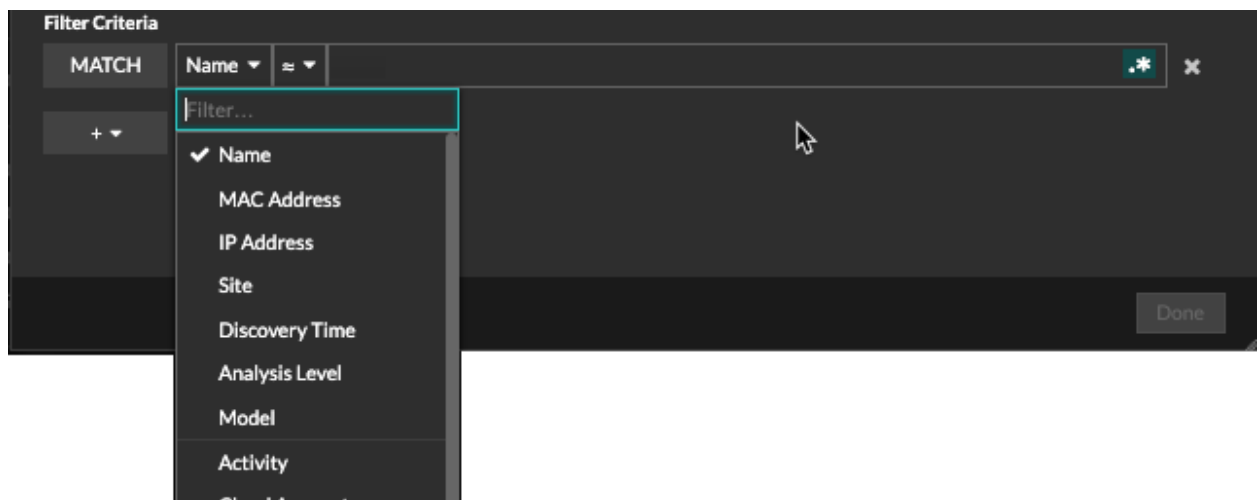 Filter Criteria
MATCH Name ≈ .*
Filter...
+
Name
MAC Address
IP Address
Site
Discovery Time
Done
Analysis Level
Model
Activity